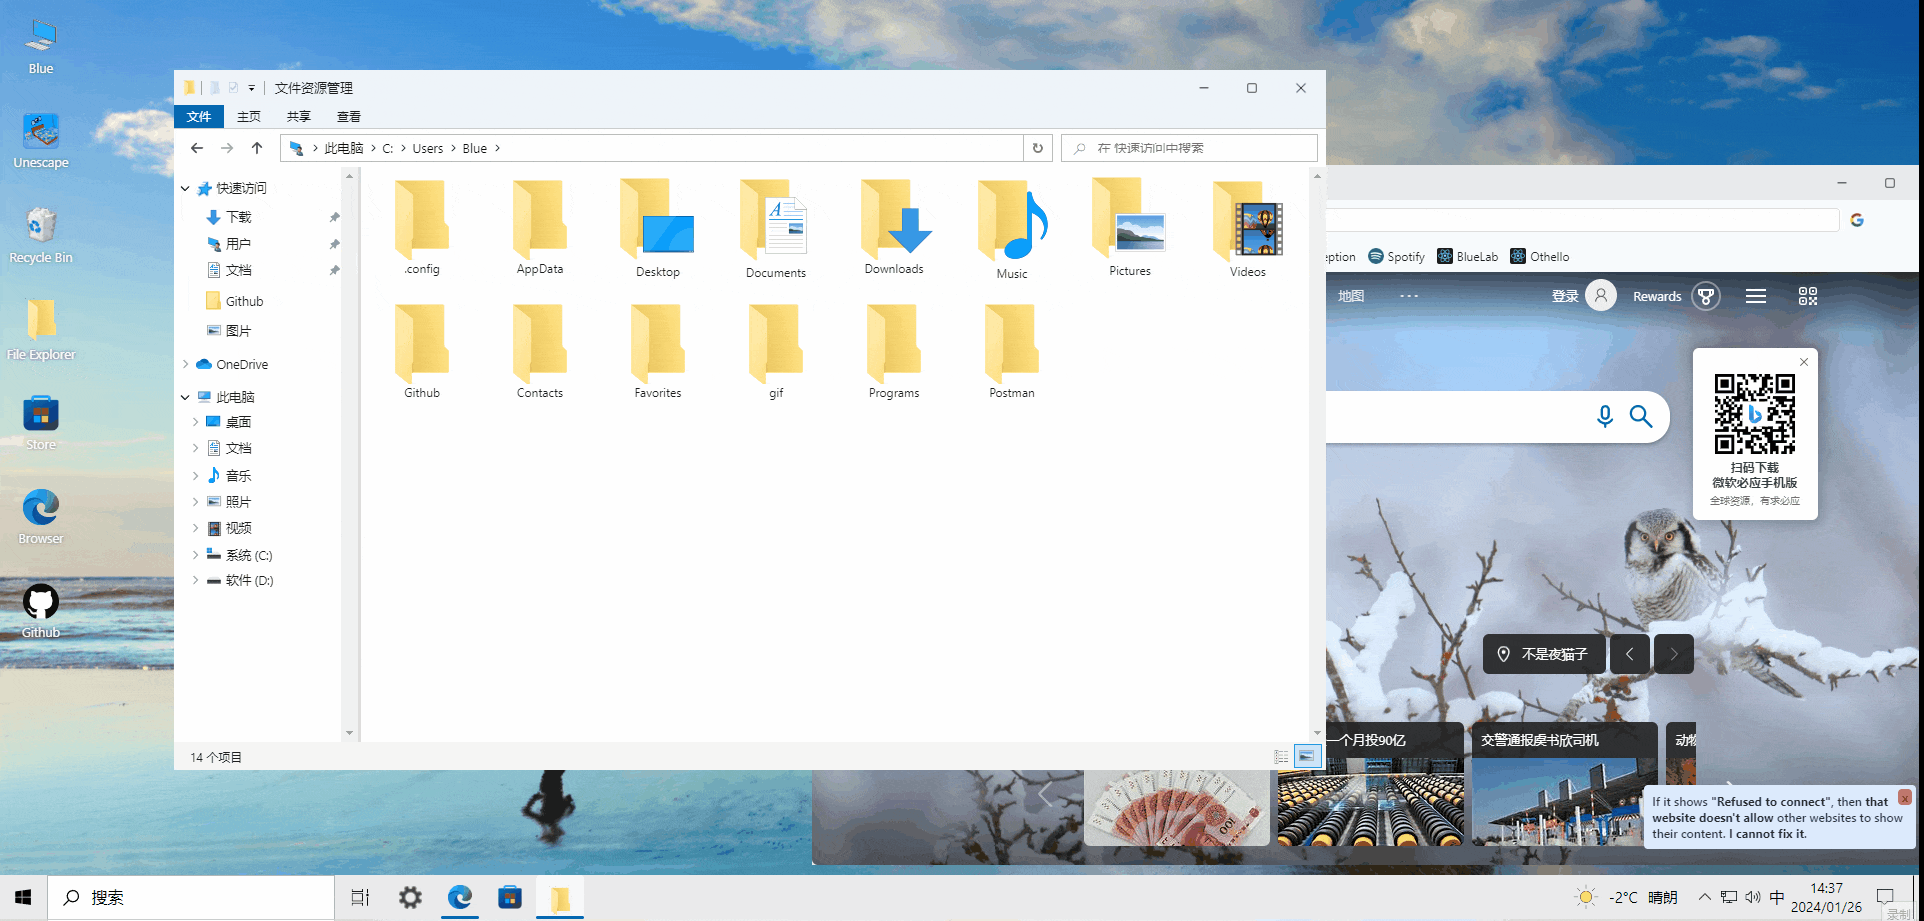 Blue
Unescape
Recycle Bin
File Explorer
Store
Browser
Github
文件资源管理
文件 主页 共享 查看
此电脑 C: Users Blue
在 快速访问中搜索
快速访问
下载
用户
文档
Github
图片
OneDrive
此电脑
桌面
文档
音乐
照片
视频
系统 (C:)
软件 (D:)
.config AppData Desktop Documents Downloads Music Pictures Videos
Github Contacts Favorites gif Programs Postman
14 个项目
ption Spotify BlueLab Othello
地图 ··· 登录 Rewards
扫码下载
微软必应手机版
全球资源，有求必应
不是夜猫子
一个月投90亿
交警通报虞书欣司机
动物
If it shows "Refused to connect", then that
website doesn't allow other websites to show
their content. I cannot fix it.
x
搜索
-2°C 晴朗
中
14:37
2024/01/26
录制